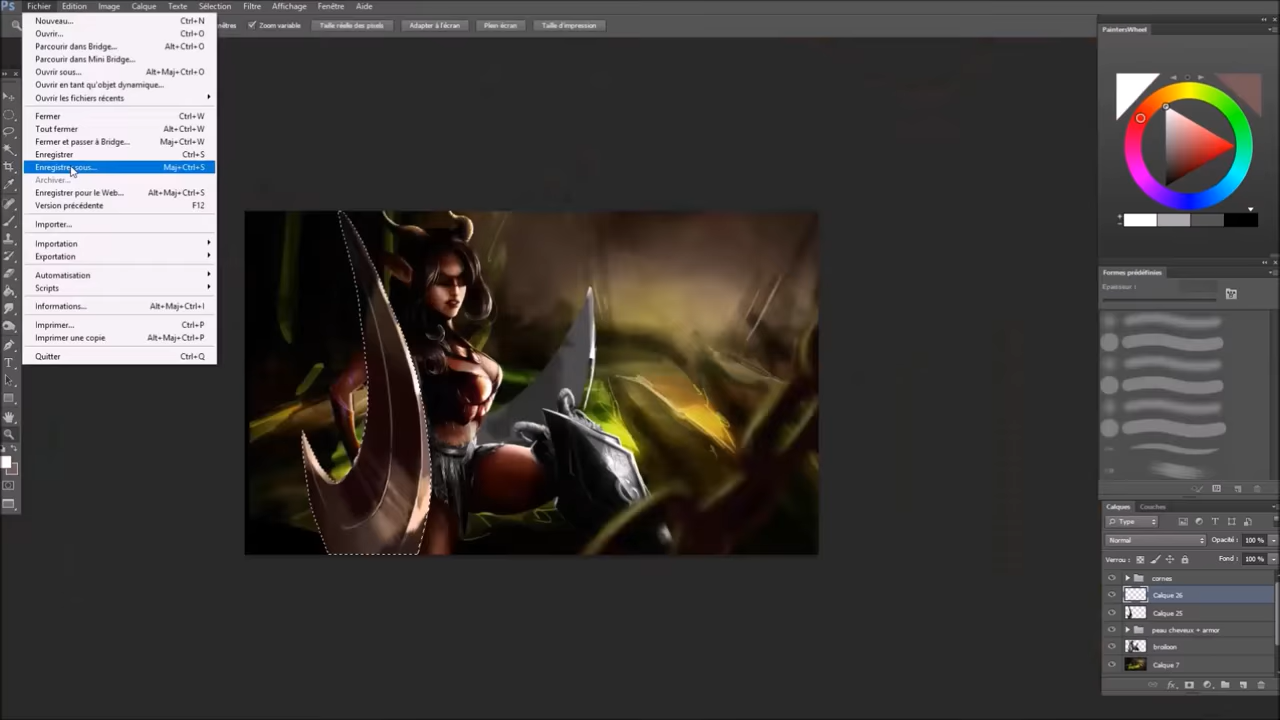 Ps Fichier Edition Image Calque Texte Sélection Filtre Affichage Fenêtre Aide
nêtres Zoom variable Taille réelle des pixels Adapter à l'écran Plein écran Taille d'impression
Nouveau... Ctrl+N
Ouvrir... Ctrl+O
Parcourir dans Bridge... Alt+Ctrl+O
Parcourir dans Mini Bridge...
Ouvrir sous... Alt+Maj+Ctrl+O
Ouvrir en tant qu'objet dynamique...
Ouvrir les fichiers récents
Fermer Ctrl+W
Tout fermer Alt+Ctrl+W
Fermer et passer à Bridge... Maj+Ctrl+W
Enregistrer Ctrl+S
Enregistrer sous... Maj+Ctrl+S
Archiver...
Enregistrer pour le Web... Alt+Maj+Ctrl+S
Version précédente F12
Importer...
Importation
Exportation
Automatisation
Scripts
Informations... Alt+Maj+Ctrl+I
Imprimer... Ctrl+P
Imprimer une copie Alt+Maj+Ctrl+P
Quitter Ctrl+Q
PaintersWheel
Formes prédéfinies
Épaisseur :
Calques Couches
Type
Normal Opacité : 100 %
Verrou : Fond : 100 %
cornes
Calque 26
Calque 25
peau cheveux + armor
broiloon
Calque 7